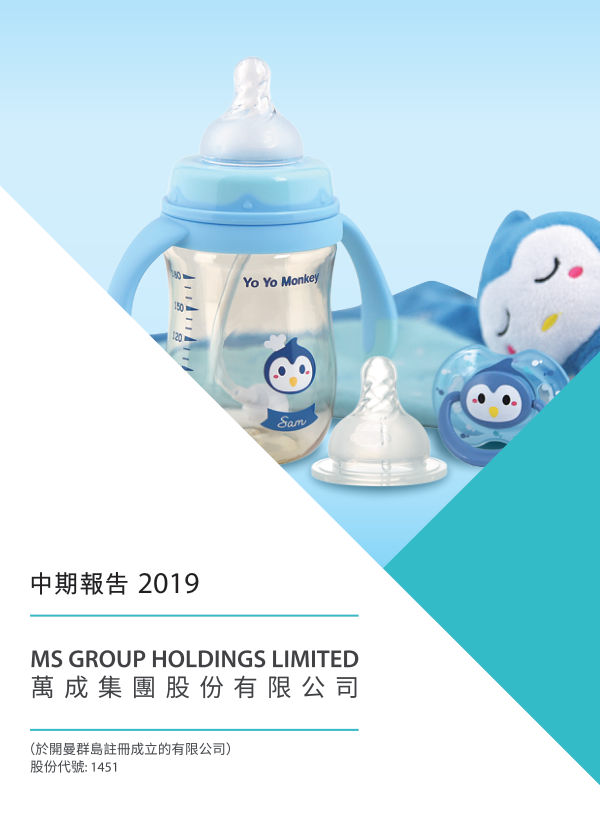 Yo Yo Monkey
180
150
120
Sam
中期報告 2019
MS GROUP HOLDINGS LIMITED
萬成集團股份有限公司
(於開曼群島註冊成立的有限公司)
股份代號: 1451